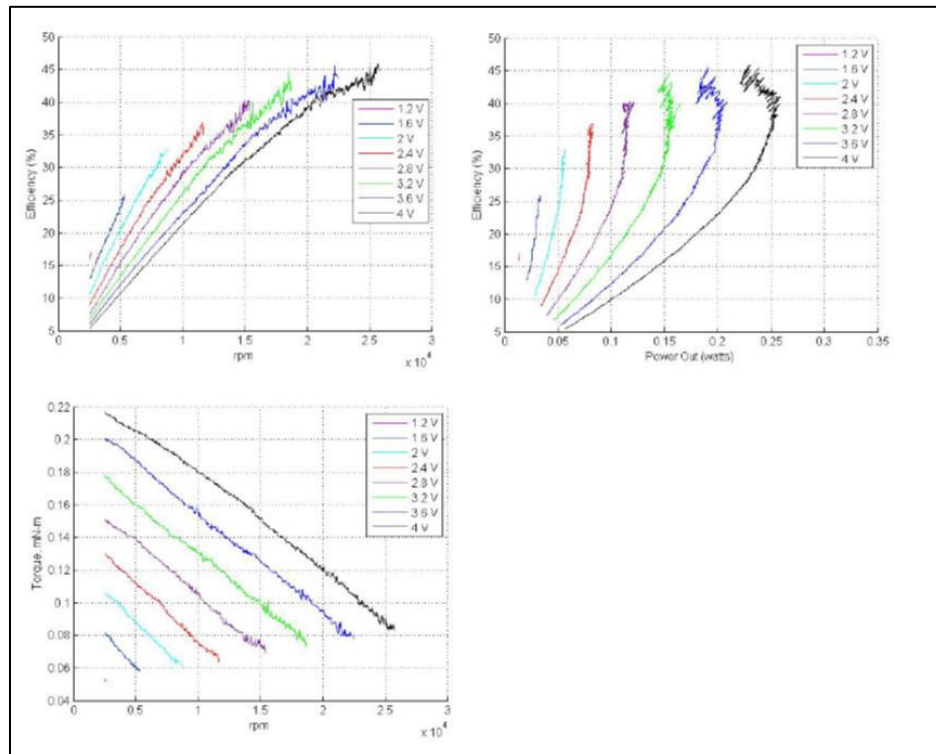 50
45
40
35
30
25
20
15
10
5
Efficiency (%)
0 0.5 1 1.5 2 2.5 3
rpm
x 10⁴
1.2 V
1.6 V
2 V
2.4 V
2.8 V
3.2 V
3.6 V
4 V
50
45
40
35
30
25
20
15
10
5
Efficiency (%)
0 0.05 0.1 0.15 0.2 0.25 0.3 0.35
Power Out (watts)
1.2 V
1.6 V
2 V
2.4 V
2.8 V
3.2 V
3.6 V
4 V
0.22
0.2
0.18
0.16
0.14
0.12
0.1
0.08
0.06
0.04
Torque, mN-m
0 0.5 1 1.5 2 2.5 3
rpm
x 10⁴
1.2 V
1.6 V
2 V
2.4 V
2.8 V
3.2 V
3.6 V
4 V